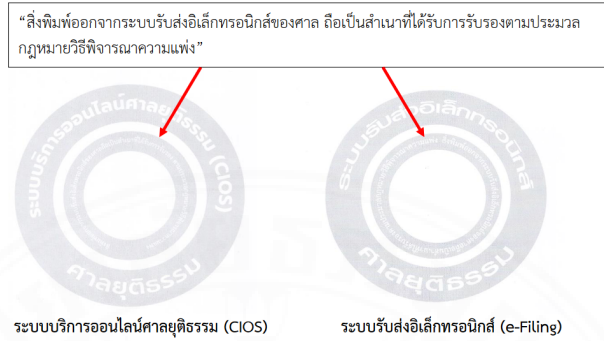 “สิ่งพิมพ์ออกจากระบบรับส่งอิเล็กทรอนิกส์ของศาล ถือเป็นสำเนาที่ได้รับการรับรองตามประมวล
กฎหมายวิธีพิจารณาความแพ่ง”
ระบบบริการออนไลน์ศาลยุติธรรม (CIOS)
ศาลยุติธรรม
ระบบรับส่งอิเล็กทรอนิกส์
ศาลยุติธรรม
ระบบบริการออนไลน์ศาลยุติธรรม (CIOS)
ระบบรับส่งอิเล็กทรอนิกส์ (e-Filing)